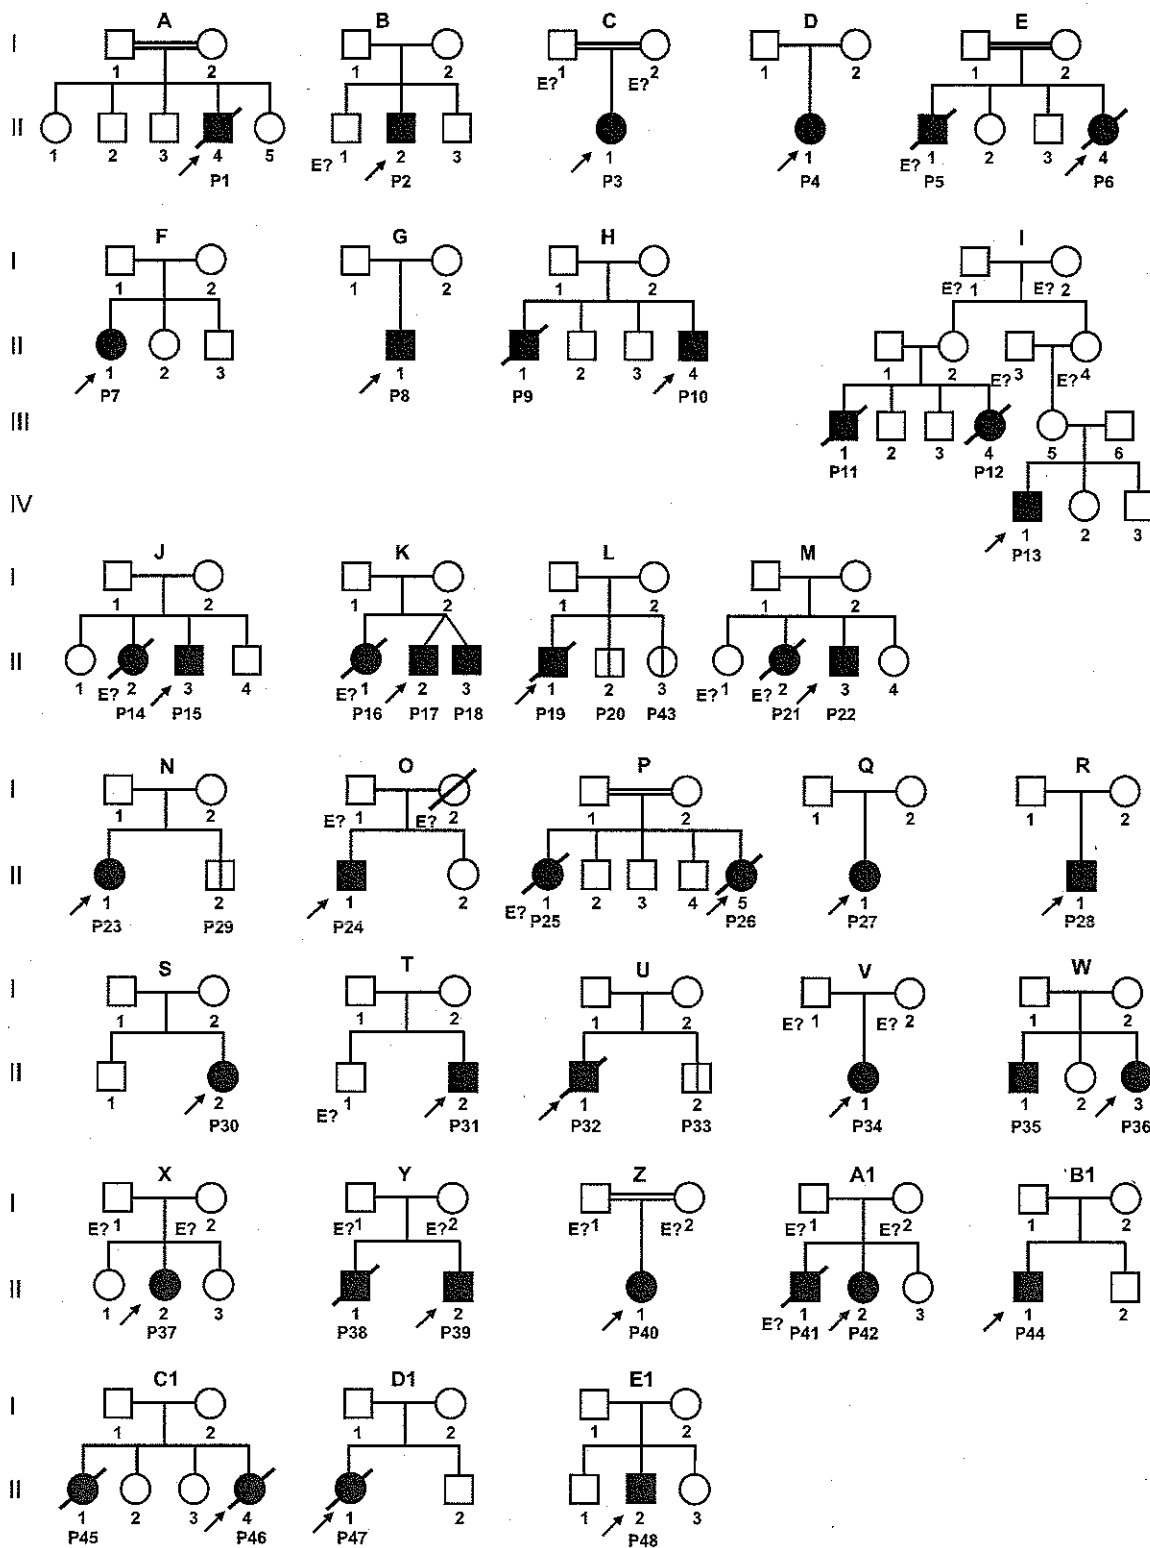 A B C D E
I
1 2 1 2 E? 1 E? 2 1 2 1 2
II
1 2 3 4 5 E? 1 2 3 1 1 E? 1 2 3 4
P1 P2 P3 P4 P5 P6
F G H I
I
1 2 1 2 1 2 E? 1 E? 2
II
1 2 3 1 1 2 3 4 1 2 E? 3 E? 4
P7 P8 P9 P10
III
1 2 3 4 5 6
P11 P12
IV
1 2 3
P13
J K L M
I
1 2 1 2 1 2 1 2
II
1 E? 2 3 4 E? 1 2 3 1 2 3 E? 1 E? 2 3 4
P14 P15 P16 P17 P18 P19 P20 P43 P21 P22
N O P Q R
I
1 2 E? 1 E? 2 1 2 1 2 1 2
II
1 2 1 2 E? 1 2 3 4 5 1 1
P23 P29 P24 P25 P26 P27 P28
S T U V W
I
1 2 1 2 1 2 E? 1 E? 2 1 2
II
1 2 E? 1 2 1 2 1 1 2 3
P30 P31 P32 P33 P34 P35 P36
X Y Z A1 B1
I
E? 1 E? 2 E? 1 E? 2 E? 1 E? 2 E? 1 E? 2 1 2
II
1 2 3 1 2 1 E? 1 2 3 1 2
P37 P38 P39 P40 P41 P42 P44
C1 D1 E1
I
1 2 1 2 1 2
II
1 2 3 4 1 2 1 2 3
P45 P46 P47 P48